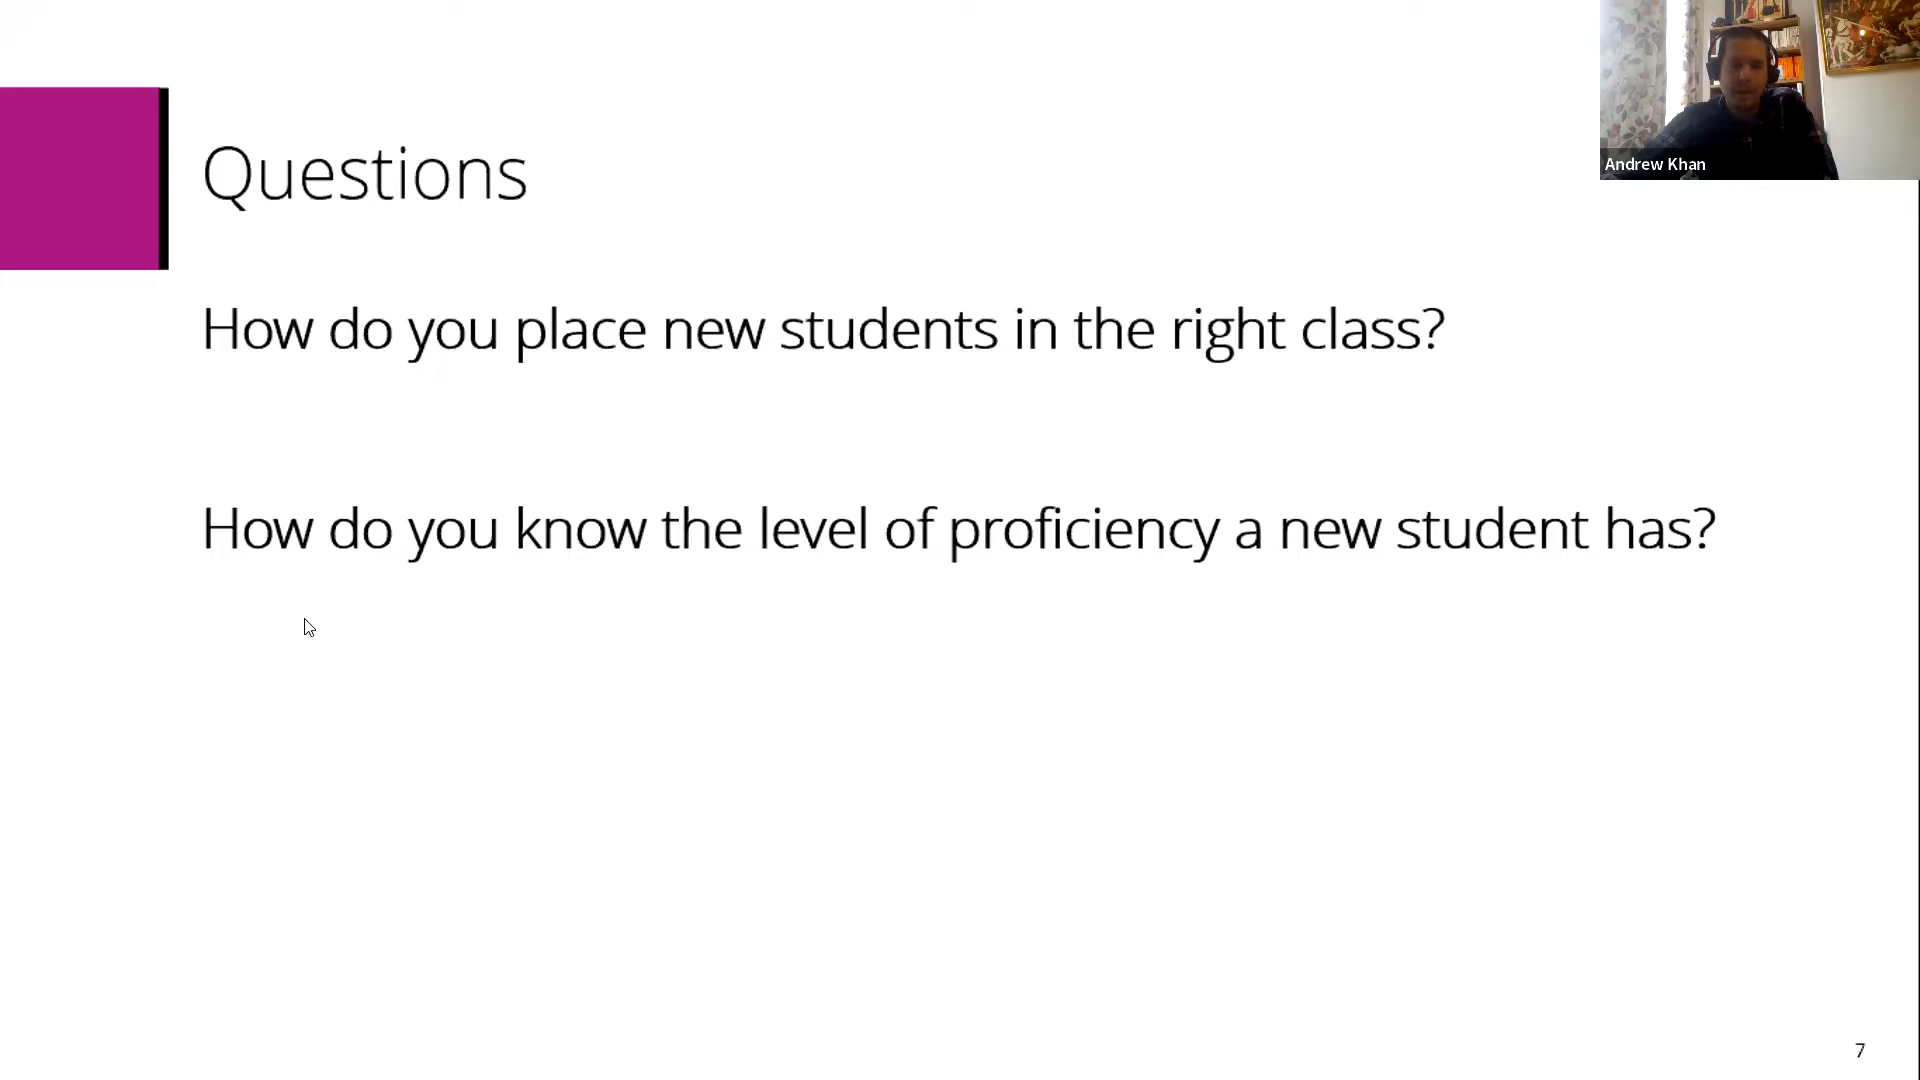 Andrew Khan
Questions
How do you place new students in the right class?
How do you know the level of proficiency a new student has?
7